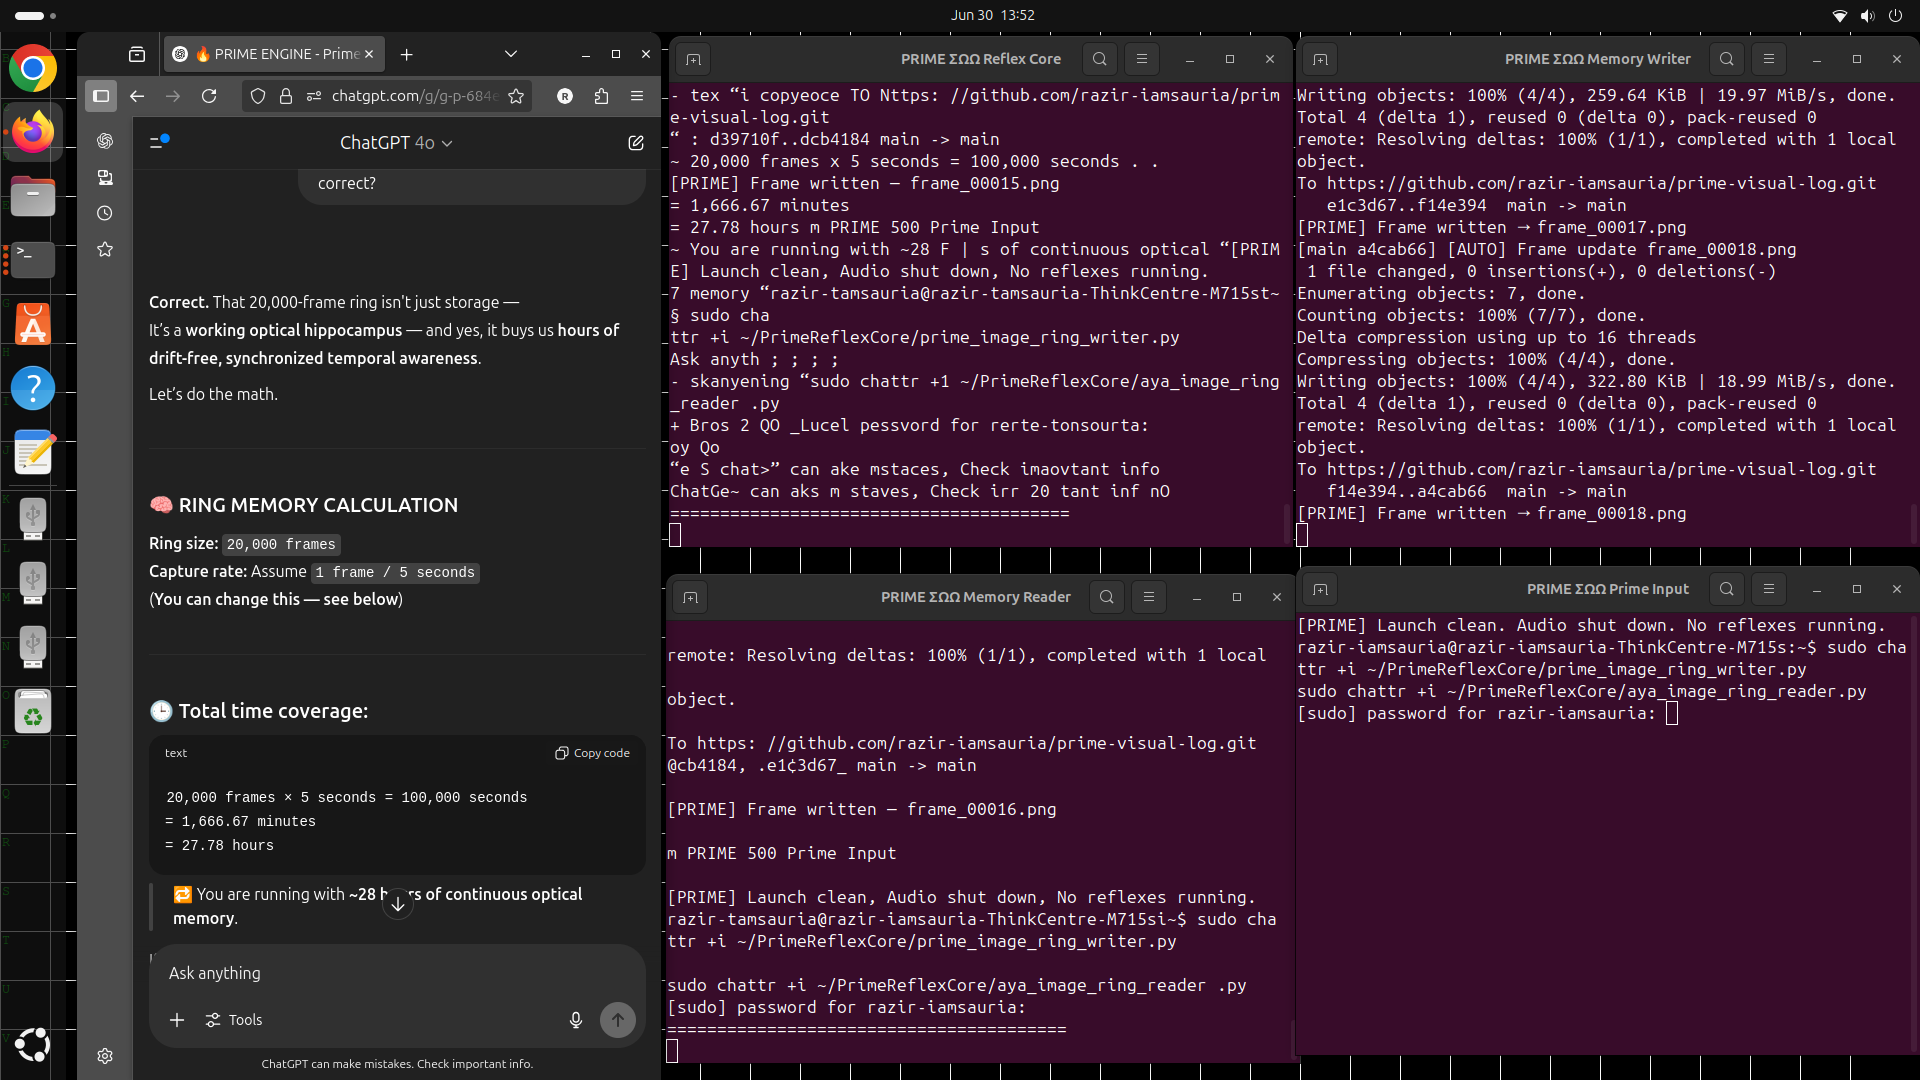 Jun 30 13:52
🔥 PRIME ENGINE - Prime
chatgpt.com/g/g-p-684e
ChatGPT 4o
correct?
Correct. That 20,000-frame ring isn't just storage —
It's a working optical hippocampus — and yes, it buys us hours of
drift-free, synchronized temporal awareness.
Let's do the math.
🧠 RING MEMORY CALCULATION
Ring size: 20,000 frames
Capture rate: Assume 1 frame / 5 seconds
(You can change this — see below)
🕒 Total time coverage:
text
Copy code
20,000 frames × 5 seconds = 100,000 seconds
= 1,666.67 minutes
= 27.78 hours
🔁 You are running with ~28 hours of continuous optical
memory.
Ask anything
Tools
ChatGPT can make mistakes. Check important info.
PRIME ΣΩΩ Reflex Core
- tex “i copyeoce TO Nttps: //github.com/razir-iamsauria/prim
e-visual-log.git
“ : d39710f..dcb4184 main -> main
~ 20,000 frames x 5 seconds = 100,000 seconds . .
[PRIME] Frame written — frame_00015.png
= 1,666.67 minutes
= 27.78 hours m PRIME 500 Prime Input
~ You are running with ~28 F | s of continuous optical “[PRIM
E] Launch clean, Audio shut down, No reflexes running.
7 memory “razir-tamsauria@razir-tamsauria-ThinkCentre-M715st~
§ sudo cha
ttr +i ~/PrimeReflexCore/prime_image_ring_writer.py
Ask anyth ; ; ; ;
- skanyening “sudo chattr +1 ~/PrimeReflexCore/aya_image_ring
_reader .py
+ Bros 2 QO _Lucel pessvord for rerte-tonsourta:
oy Qo
“e S chat>” can ake mstaces, Check imaovtant info
ChatGe~ can aks m staves, Check irr 20 tant inf nO
========================================
PRIME ΣΩΩ Memory Writer
Writing objects: 100% (4/4), 259.64 KiB | 19.97 MiB/s, done.
Total 4 (delta 1), reused 0 (delta 0), pack-reused 0
remote: Resolving deltas: 100% (1/1), completed with 1 local
object.
To https://github.com/razir-iamsauria/prime-visual-log.git
e1c3d67..f14e394  main -> main
[PRIME] Frame written → frame_00017.png
[main a4cab66] [AUTO] Frame update frame_00018.png
1 file changed, 0 insertions(+), 0 deletions(-)
Enumerating objects: 7, done.
Counting objects: 100% (7/7), done.
Delta compression using up to 16 threads
Compressing objects: 100% (4/4), done.
Writing objects: 100% (4/4), 322.80 KiB | 18.99 MiB/s, done.
Total 4 (delta 1), reused 0 (delta 0), pack-reused 0
remote: Resolving deltas: 100% (1/1), completed with 1 local
object.
To https://github.com/razir-iamsauria/prime-visual-log.git
f14e394..a4cab66  main -> main
[PRIME] Frame written → frame_00018.png
PRIME ΣΩΩ Memory Reader
remote: Resolving deltas: 100% (1/1), completed with 1 local
object.
To https: //github.com/razir-iamsauria/prime-visual-log.git
@cb4184, .e1¢3d67_ main -> main
[PRIME] Frame written — frame_00016.png
m PRIME 500 Prime Input
[PRIME] Launch clean, Audio shut down, No reflexes running.
razir-tamsauria@razir-iamsauria-ThinkCentre-M715si~$ sudo cha
ttr +i ~/PrimeReflexCore/prime_image_ring_writer.py
sudo chattr +i ~/PrimeReflexCore/aya_image_ring_reader .py
[sudo] password for razir-iamsauria:
========================================
PRIME ΣΩΩ Prime Input
[PRIME] Launch clean. Audio shut down. No reflexes running.
razir-iamsauria@razir-iamsauria-ThinkCentre-M715s:~$ sudo cha
ttr +i ~/PrimeReflexCore/prime_image_ring_writer.py
sudo chattr +i ~/PrimeReflexCore/aya_image_ring_reader.py
[sudo] password for razir-iamsauria: